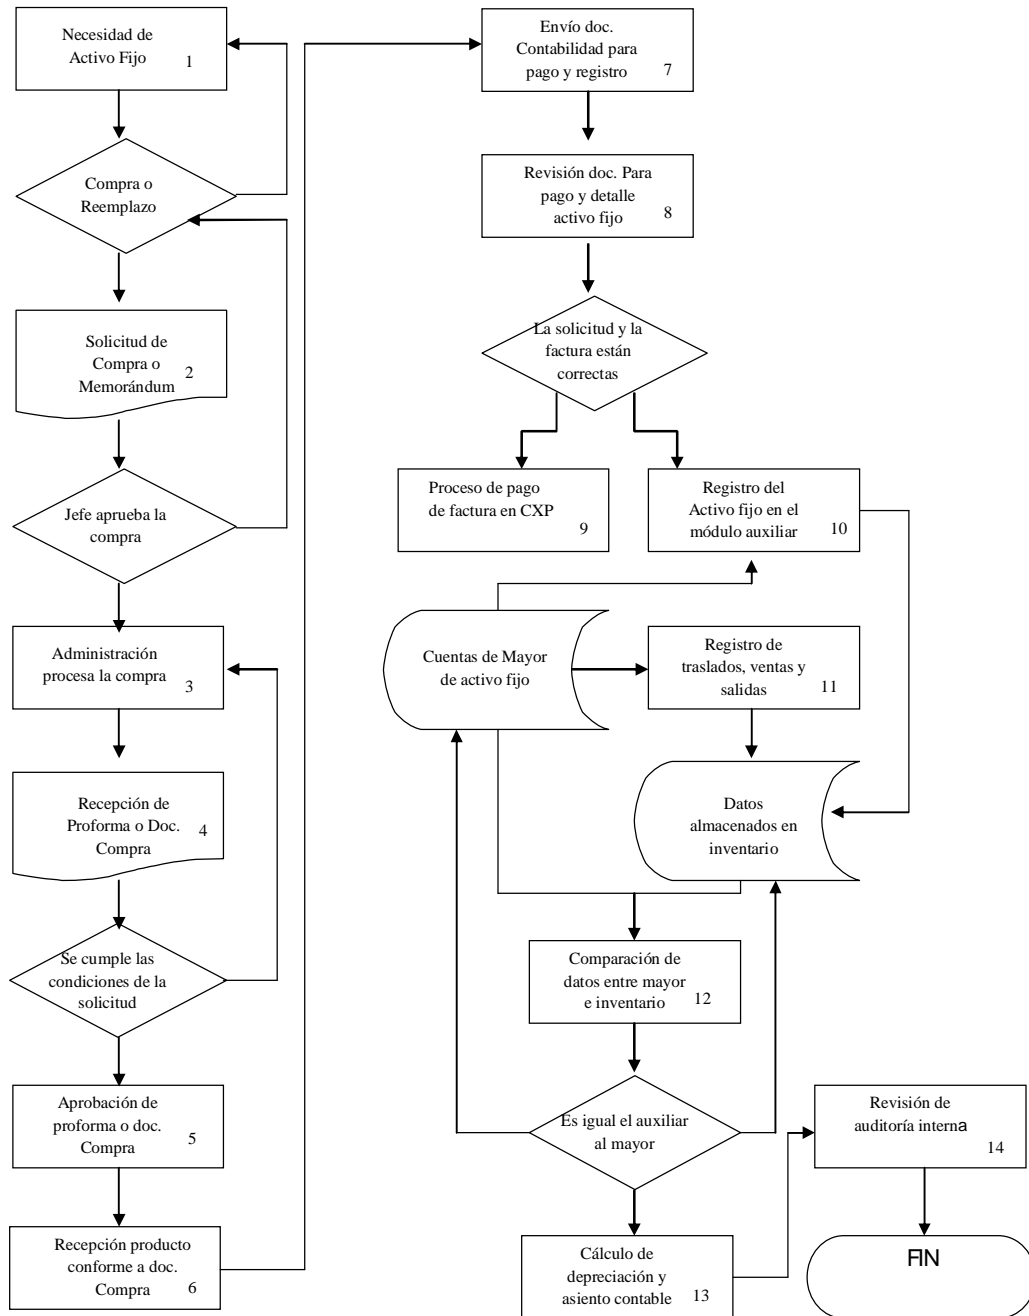 Necesidad de
Activo Fijo
1
Compra o
Reemplazo
Solicitud de
Compra o
Memorándum
2
Jefe aprueba la
compra
Administración
procesa la compra
3
Recepción de
Proforma o Doc.
Compra
4
Se cumple las
condiciones de la
solicitud
Aprobación de
proforma o doc.
Compra
5
Recepción producto
conforme a doc.
Compra
6
Envío doc.
Contabilidad para
pago y registro
7
Revisión doc. Para
pago y detalle
activo fijo
8
La solicitud y la
factura están
correctas
Proceso de pago
de factura en CXP
9
Registro del
Activo fijo en el
módulo auxiliar
10
Cuentas de Mayor
de activo fijo
Registro de
traslados, ventas y
salidas
11
Datos
almacenados en
inventario
Comparación de
datos entre mayor
e inventario
12
Es igual el auxiliar
al mayor
Cálculo de
depreciación y
asiento contable
13
Revisión de
auditoría interna
14
FIN